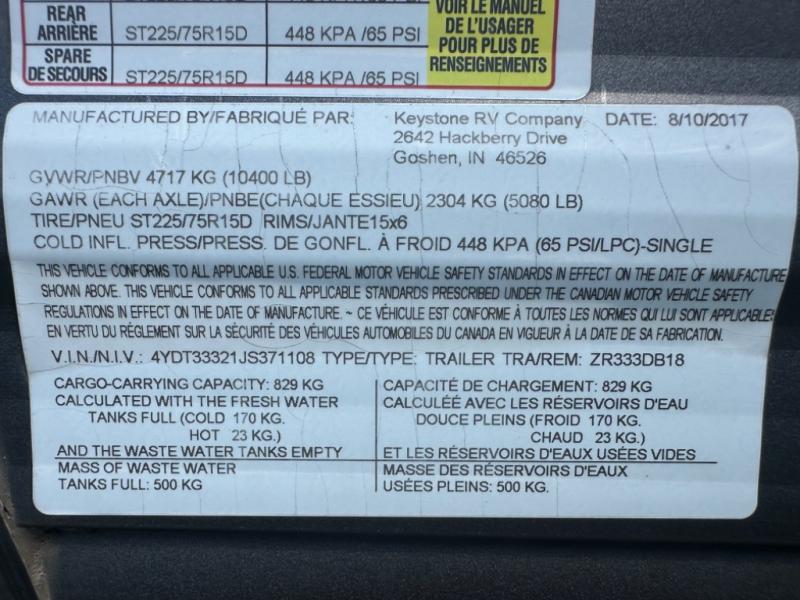 VOIR LE MANUEL
DE L'USAGER
POUR PLUS DE
RENSEIGNEMENTS
REAR
ARRIÈRE ST225/75R15D 448 KPA /65 PSI
SPARE
DE SECOURS ST225/75R15D 448 KPA /65 PSI
MANUFACTURED BY/FABRIQUÉ PAR: Keystone RV Company DATE: 8/10/2017
2642 Hackberry Drive
Goshen, IN 46526
GVWR/PNBV 4717 KG (10400 LB)
GAWR (EACH AXLE)/PNBE(CHAQUE ESSIEU) 2304 KG (5080 LB)
TIRE/PNEU ST225/75R15D RIMS/JANTE15x6
COLD INFL. PRESS/PRESS. DE GONFL. À FROID 448 KPA (65 PSI/LPC)-SINGLE
THIS VEHICLE CONFORMS TO ALL APPLICABLE U.S. FEDERAL MOTOR VEHICLE SAFETY STANDARDS IN EFFECT ON THE DATE OF MANUFACTURE
SHOWN ABOVE. THIS VEHICLE CONFORMS TO ALL APPLICABLE STANDARDS PRESCRIBED UNDER THE CANADIAN MOTOR VEHICLE SAFETY
REGULATIONS IN EFFECT ON THE DATE OF MANUFACTURE. ~ CE VÉHICULE EST CONFORME À TOUTES LES NORMES QUI LUI SONT APPLICABLES
EN VERTU DU RÉGLEMENT SUR LA SÉCURITÉ DES VÉHICULES AUTOMOBILES DU CANADA EN VIGUEUR À LA DATE DE SA FABRICATION.
V.I.N./N.I.V.: 4YDT33321JS371108 TYPE/TYPE: TRAILER TRA/REM: ZR333DB18
CARGO-CARRYING CAPACITY: 829 KG
CALCULATED WITH THE FRESH WATER
TANKS FULL (COLD 170 KG.
HOT 23 KG.)
AND THE WASTE WATER TANKS EMPTY
MASS OF WASTE WATER
TANKS FULL: 500 KG
CAPACITÉ DE CHARGEMENT: 829 KG
CALCULÉE AVEC LES RÉSERVOIRS D'EAU
DOUCE PLEINS (FROID 170 KG.
CHAUD 23 KG.)
ET LES RÉSERVOIRS D'EAUX USÉES VIDES
MASSE DES RÉSERVOIRS D'EAUX
USÉES PLEINS: 500 KG.